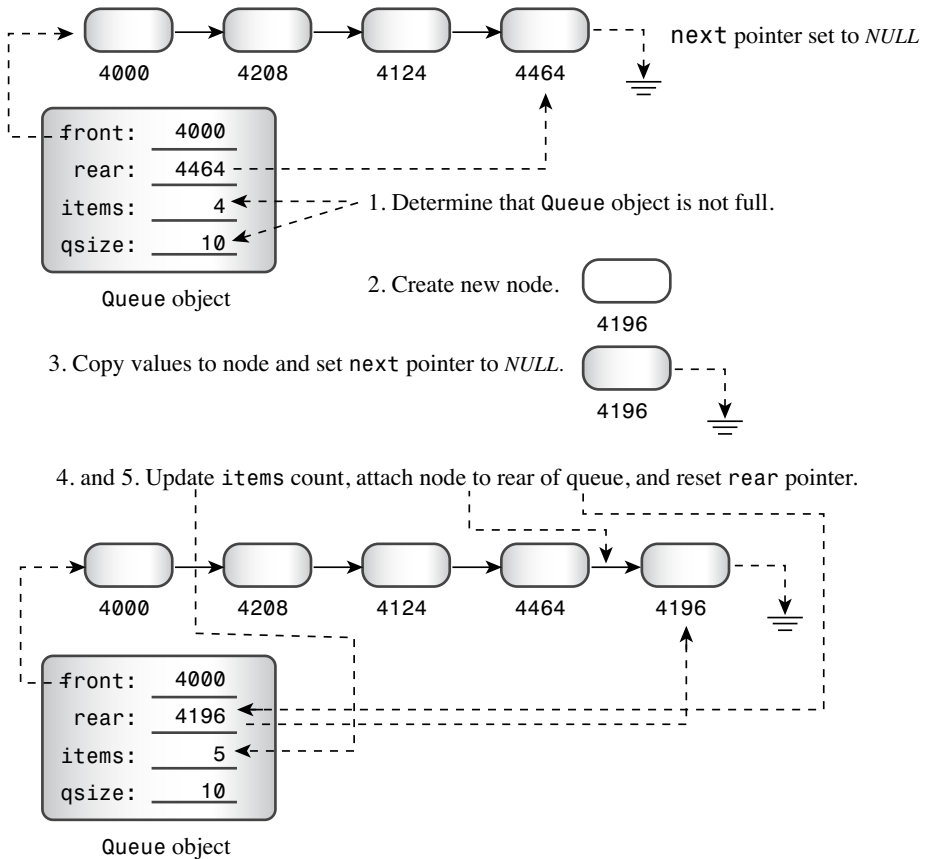 next pointer set to NULL
4000 4208 4124 4464
front: 4000
rear: 4464
items: 4
qsize: 10
1. Determine that Queue object is not full.
Queue object
2. Create new node.
4196
3. Copy values to node and set next pointer to NULL.
4196
4. and 5. Update items count, attach node to rear of queue, and reset rear pointer.
4000 4208 4124 4464 4196
front: 4000
rear: 4196
items: 5
qsize: 10
Queue object